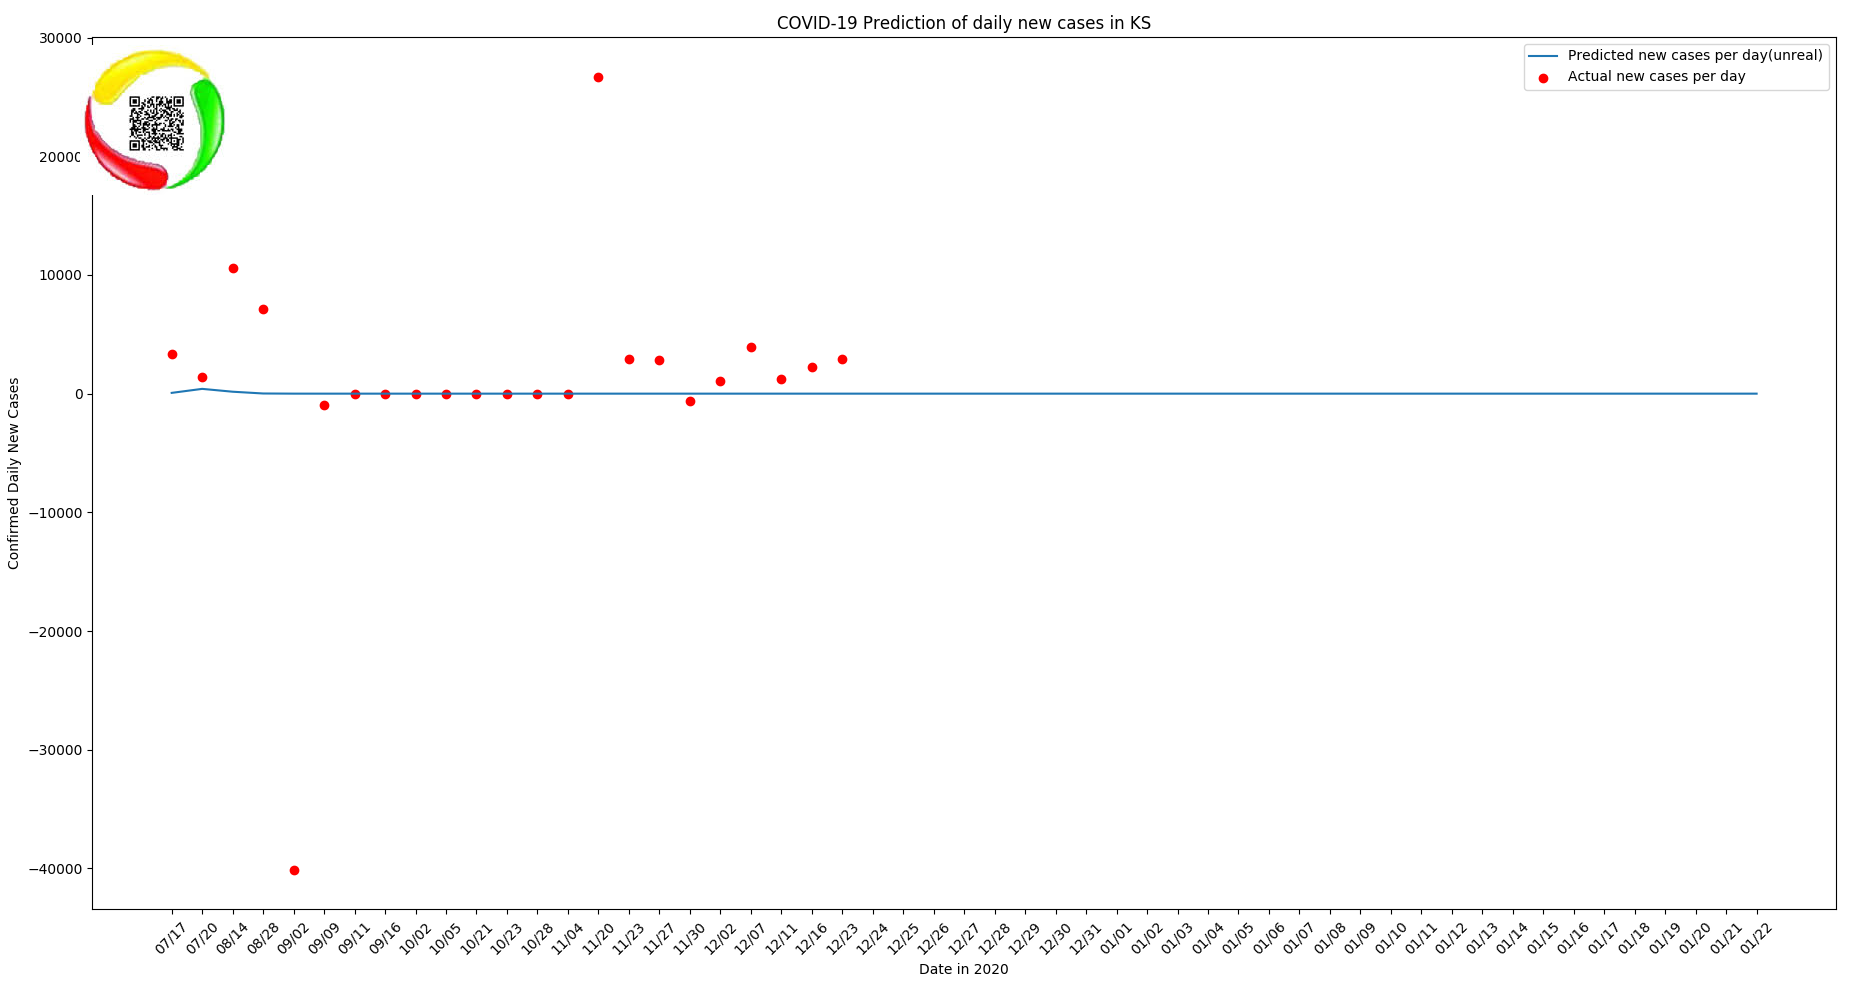 COVID-19 Prediction of daily new cases in KS
Predicted new cases per day(unreal)
Actual new cases per day
Confirmed Daily New Cases
30000
2000
10000
0
−10000
−20000
−30000
−40000
07/17 07/20 08/14 08/28 09/02 09/09 09/11 09/16 10/02 10/05 10/21 10/23 10/28 11/04 11/20 11/23 11/27 11/30 12/02 12/07 12/11 12/16 12/23 12/24 12/25 12/26 12/27 12/28 12/29 12/30 12/31 01/01 01/02 01/03 01/04 01/05 01/06 01/07 01/08 01/09 01/10 01/11 01/12 01/13 01/14 01/15 01/16 01/17 01/18 01/19 01/20 01/21 01/22
Date in 2020